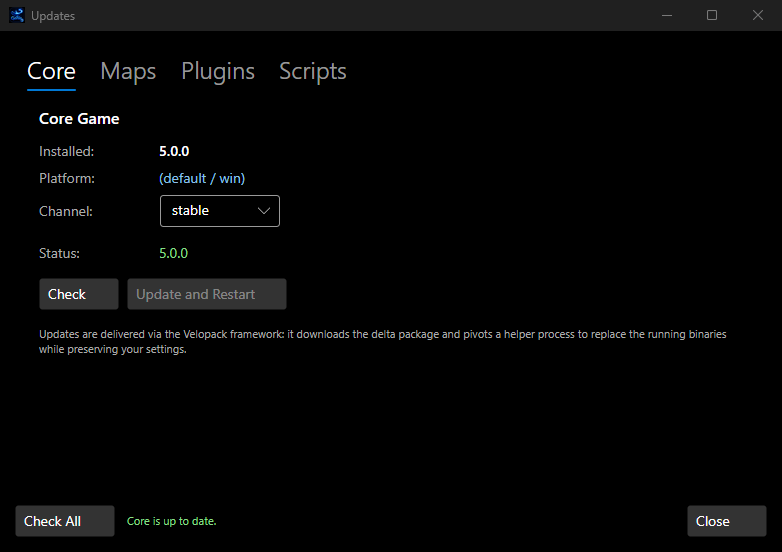 Updates
Core Maps Plugins Scripts
Core Game
Installed: 5.0.0
Platform: (default / win)
Channel: stable
Status: 5.0.0
Check Update and Restart
Updates are delivered via the Velopack framework: it downloads the delta package and pivots a helper process to replace the running binaries
while preserving your settings.
Check All Core is up to date. Close